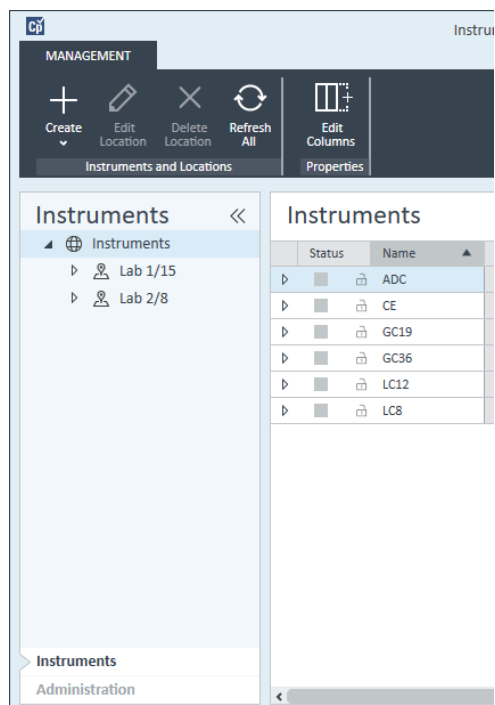 Cp
Instru
MANAGEMENT
Create
Edit Location
Delete Location
Refresh All
Edit Columns
Instruments and Locations
Properties
Instruments
Instruments
Lab 1/15
Lab 2/8
Instruments
Administration
Instruments
Status Name
ADC
CE
GC19
GC36
LC12
LC8